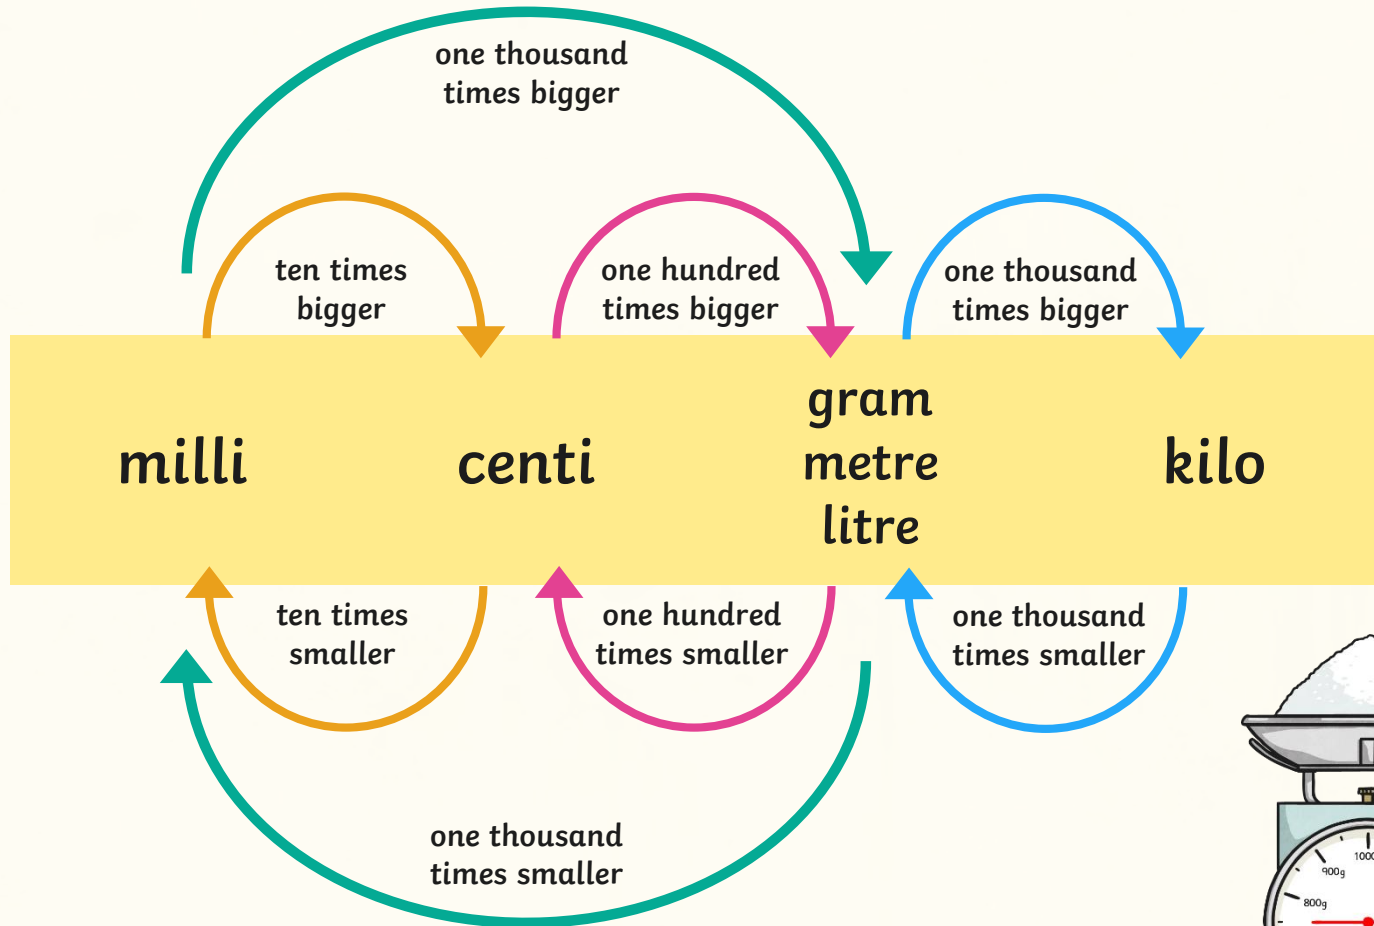 one thousand
times bigger
ten times
bigger
one hundred
times bigger
one thousand
times bigger
milli
centi
gram
metre
litre
kilo
ten times
smaller
one hundred
times smaller
one thousand
times smaller
one thousand
times smaller
900g
800g